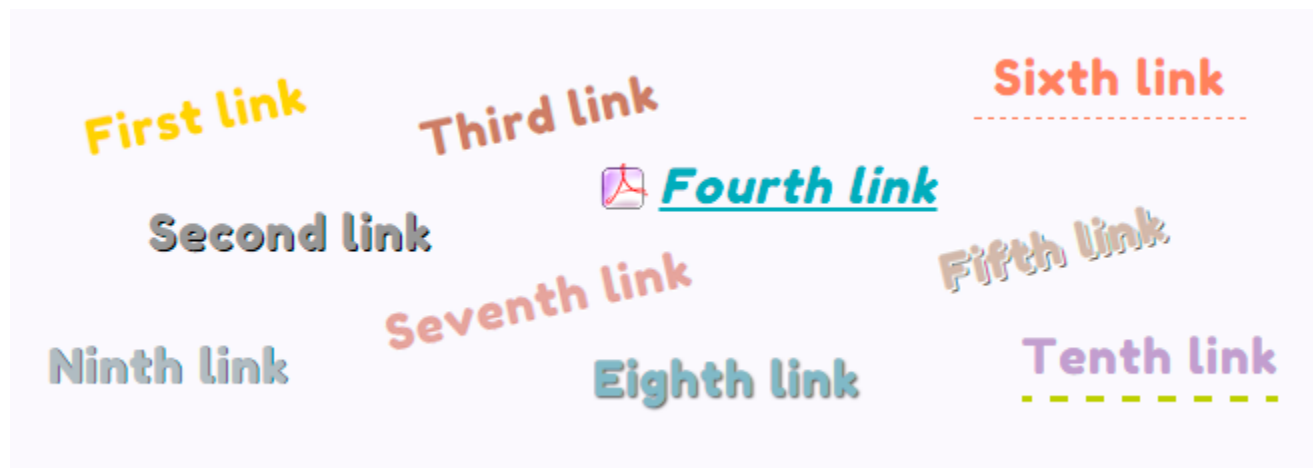 First link
Third link
Sixth link
Fourth link
Second link
Fifth link
Seventh link
Ninth link
Eighth link
Tenth link